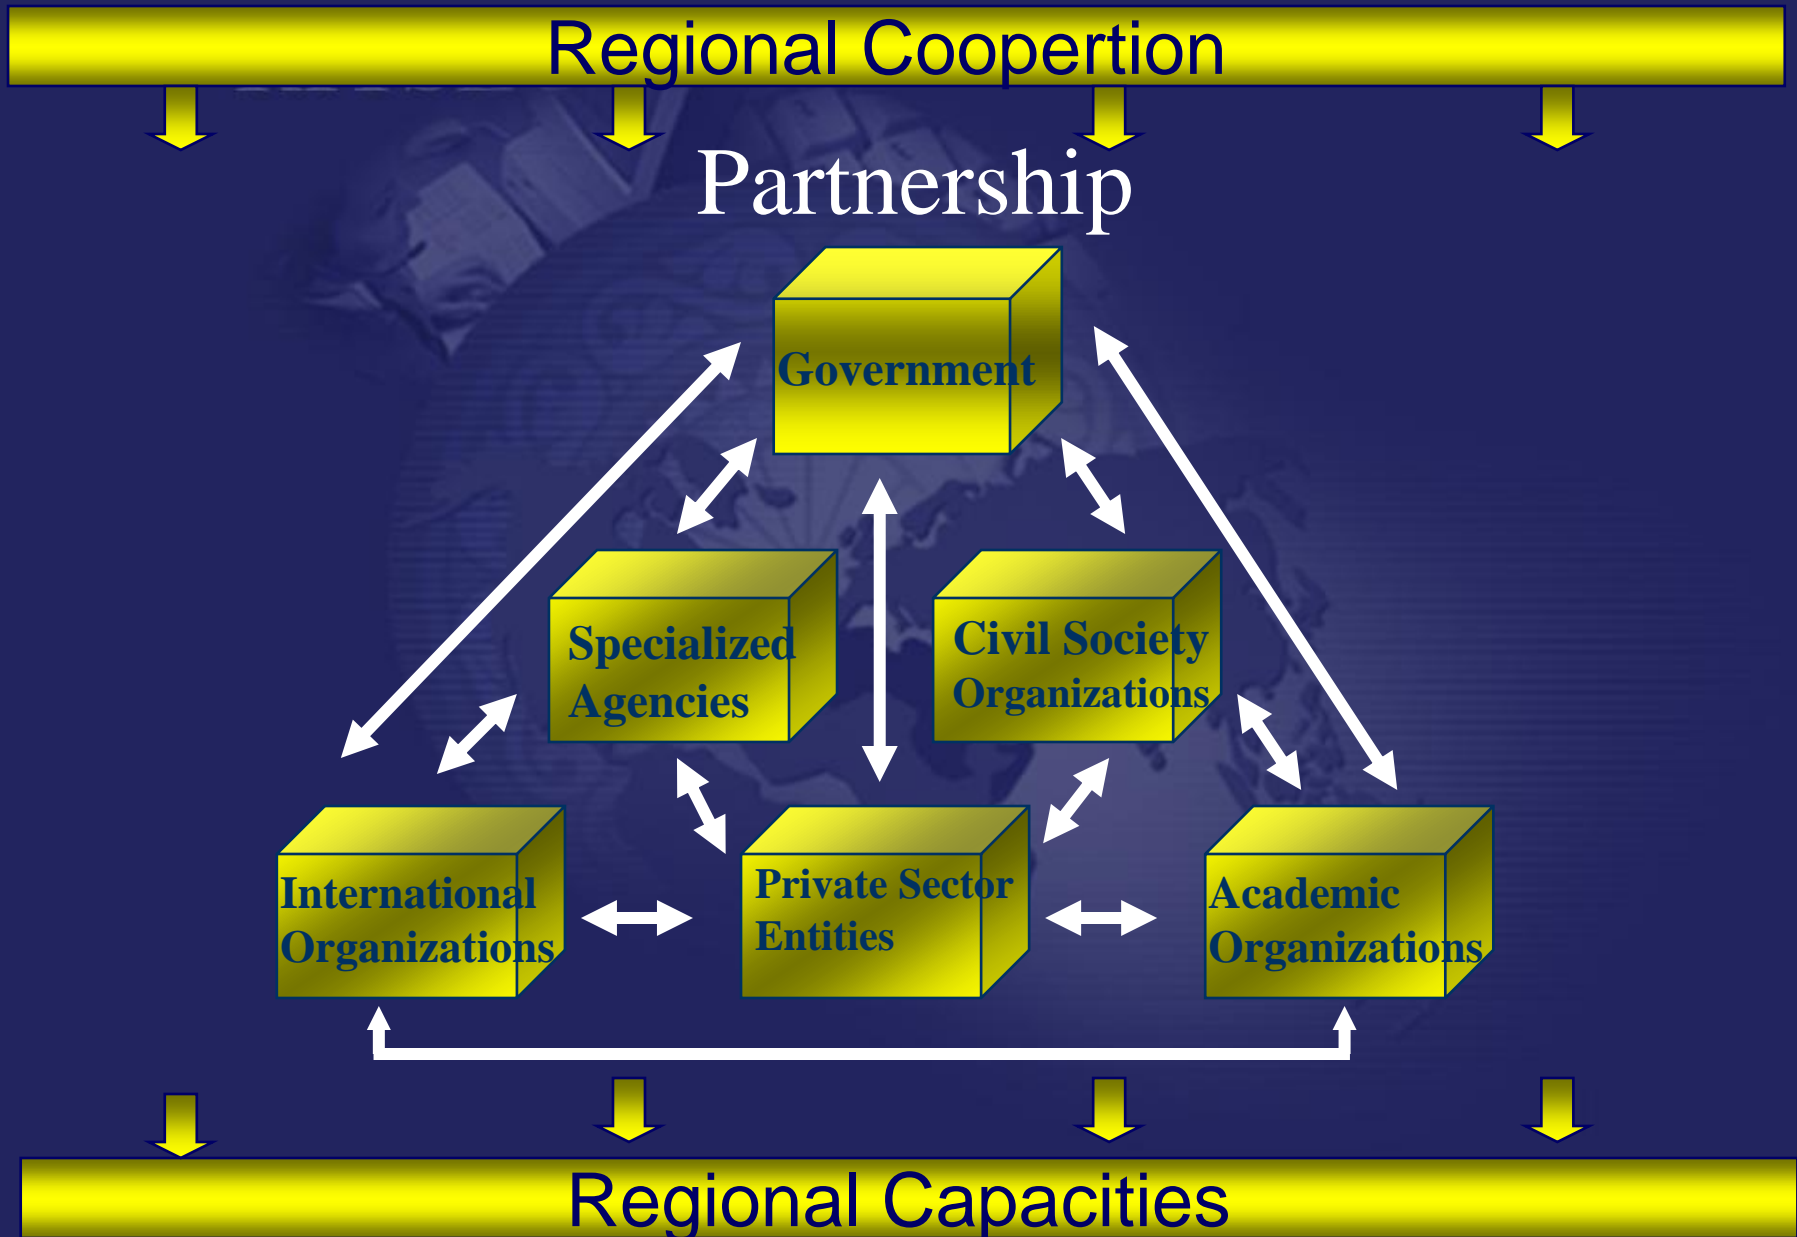 Regional Coopertion
Partnership
Government
Specialized
Agencies
Civil Society
Organizations
International
Organizations
Private Sector
Entities
Academic
Organizations
Regional Capacities